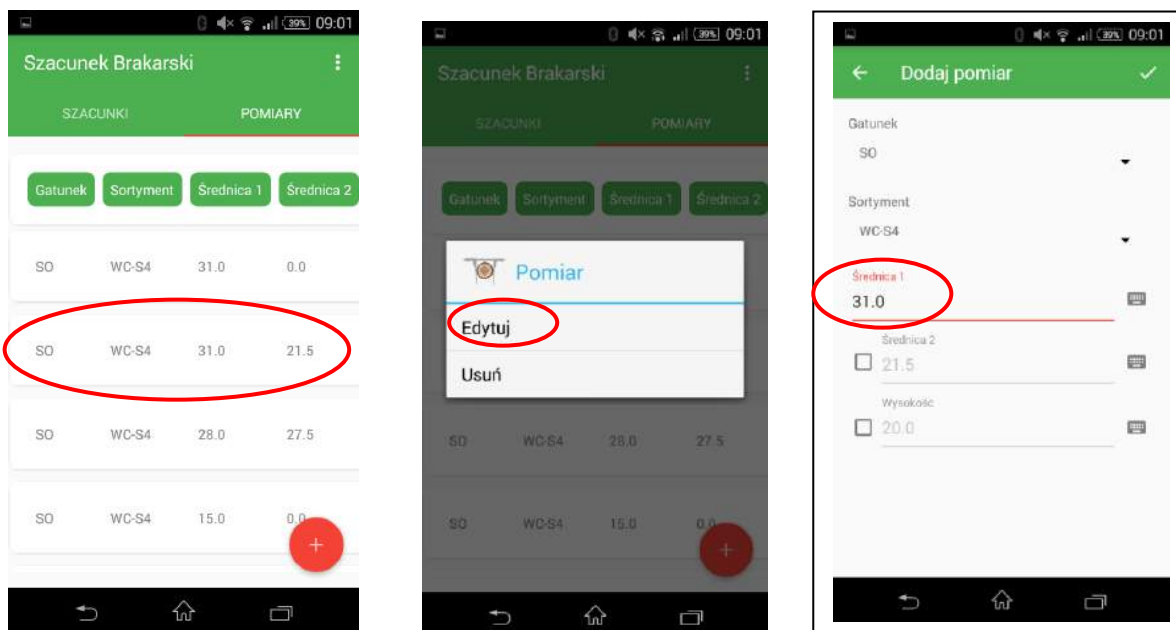 39% 09:01
Szacunek Brakarski
SZACUNKI POMIARY
Gatunek Sortyment Średnica 1 Średnica 2
SO WC-S4 31.0 0.0
SO WC-S4 31.0 21.5
SO WC-S4 28.0 27.5
SO WC-S4 15.0 0.0
39% 09:01
Szacunek Brakarski
SZACUNKI POMIARY
Gatunek Sortyment Średnica 1 Średnica 2
Pomiar
Edytuj
Usuń
SO WC-S4 28.0 27.5
SO WC-S4 15.0 0.0
39% 09:01
Dodaj pomiar
Gatunek
SO
Sortyment
WC-S4
Średnica 1
31.0
Średnica 2
21.5
Wysokość
20.0